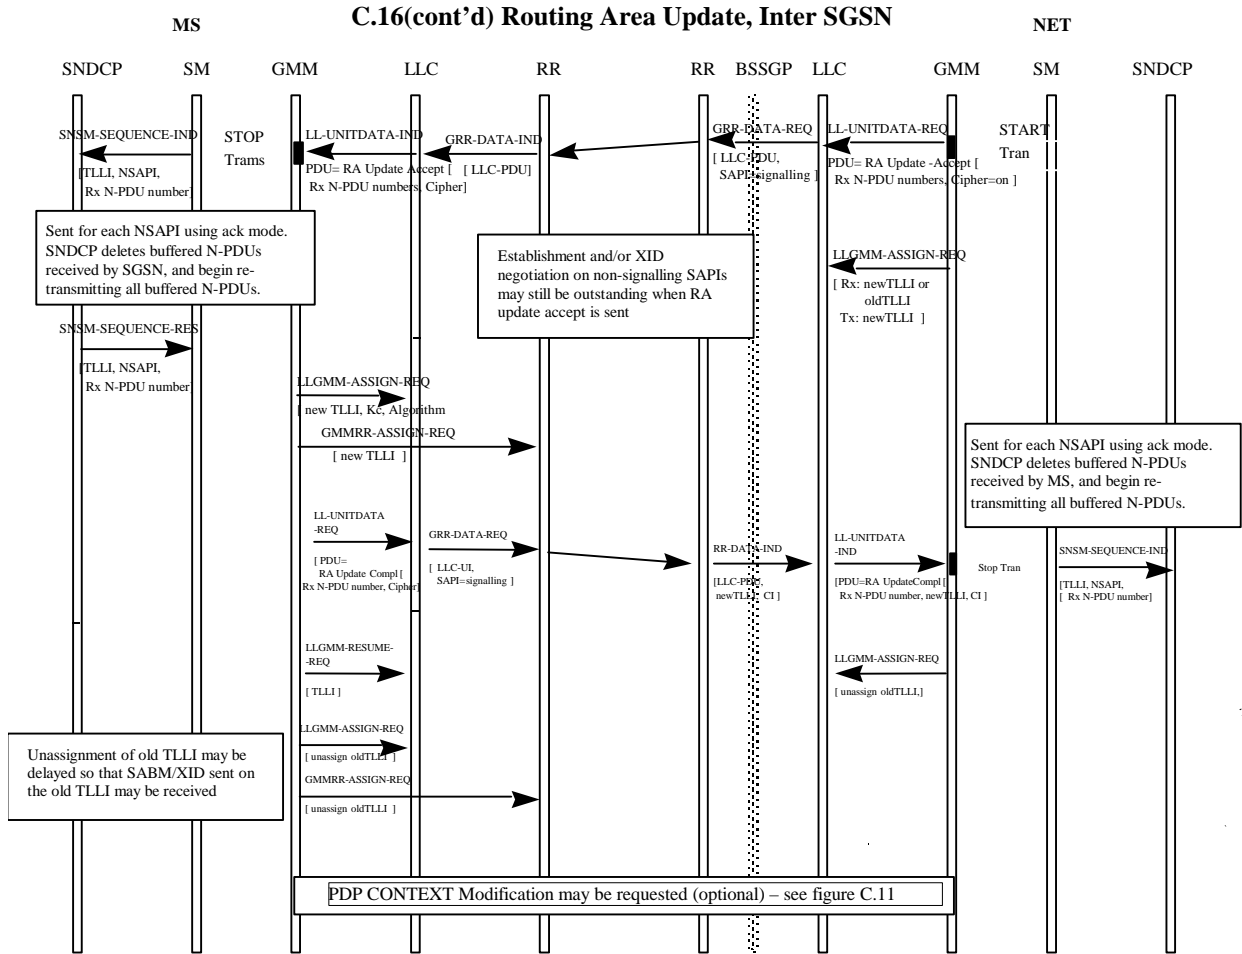 C.16(cont’d) Routing Area Update, Inter SGSN
MS
NET
SNDCP SM GMM LLC RR RR BSSGP LLC GMM SM SNDCP
SNSM-SEQUENCE-IND
[TLLI, NSAPI,
Rx N-PDU number]
STOP
Trams
LL-UNITDATA-IND
PDU= RA Update Accept [
Rx N-PDU numbers, Cipher]
GRR-DATA-IND
[ LLC-PDU]
GRR-DATA-REQ
[ LLC-PDU,
SAPI=signalling ]
LL-UNITDATA-REQ
PDU= RA Update -Accept [
Rx N-PDU numbers, Cipher=on ]
START
Tran
Sent for each NSAPI using ack mode.
SNDCP deletes buffered N-PDUs
received by SGSN, and begin re-
transmitting all buffered N-PDUs.
Establishment and/or XID
negotiation on non-signalling SAPIs
may still be outstanding when RA
update accept is sent
LLGMM-ASSIGN-REQ
[ Rx: newTLLI or
oldTLLI
Tx: newTLLI ]
SNSM-SEQUENCE-RES
[TLLI, NSAPI,
Rx N-PDU number]
LLGMM-ASSIGN-REQ
[ new TLLI, Kc, Algorithm
GMMRR-ASSIGN-REQ
[ new TLLI ]
Sent for each NSAPI using ack mode.
SNDCP deletes buffered N-PDUs
received by MS, and begin re-
transmitting all buffered N-PDUs.
LL-UNITDATA
-REQ
[ PDU=
RA Update Compl [
Rx N-PDU number, Cipher]
GRR-DATA-REQ
[ LLC-UI,
SAPI=signalling ]
RR-DATA-IND
[LLC-PDU,
newTLLI, CI ]
LL-UNITDATA
-IND
[PDU=RA UpdateCompl [
Rx N-PDU number, newTLLI, CI ]
Stop Tran
SNSM-SEQUENCE-IND
[TLLI, NSAPI,
[ Rx N-PDU number]
LLGMM-RESUME-
-REQ
[ TLLI ]
LLGMM-ASSIGN-REQ
[ unassign oldTLLI,]
LLGMM-ASSIGN-REQ
[ unassign oldTLLI ]
GMMRR-ASSIGN-REQ
[ unassign oldTLLI ]
Unassignment of old TLLI may be
delayed so that SABM/XID sent on
the old TLLI may be received
PDP CONTEXT Modification may be requested (optional) – see figure C.11